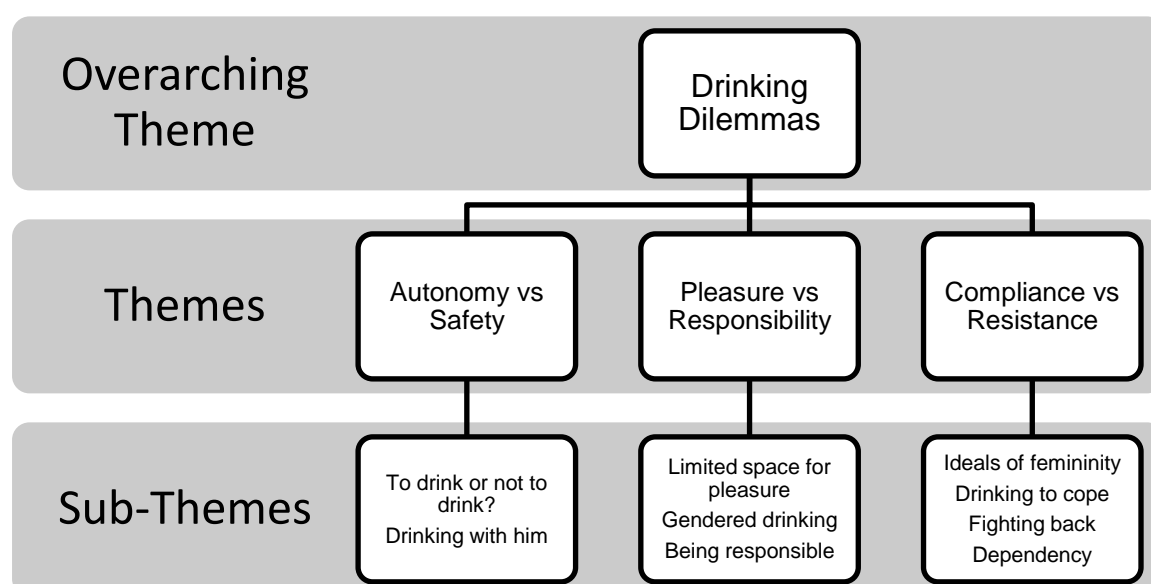 Overarching
Theme
Drinking
Dilemmas
Themes
Autonomy vs
Safety
Pleasure vs
Responsibility
Compliance vs
Resistance
Sub-Themes
To drink or not to
drink?
Drinking with him
Limited space for
pleasure
Gendered drinking
Being responsible
Ideals of femininity
Drinking to cope
Fighting back
Dependency